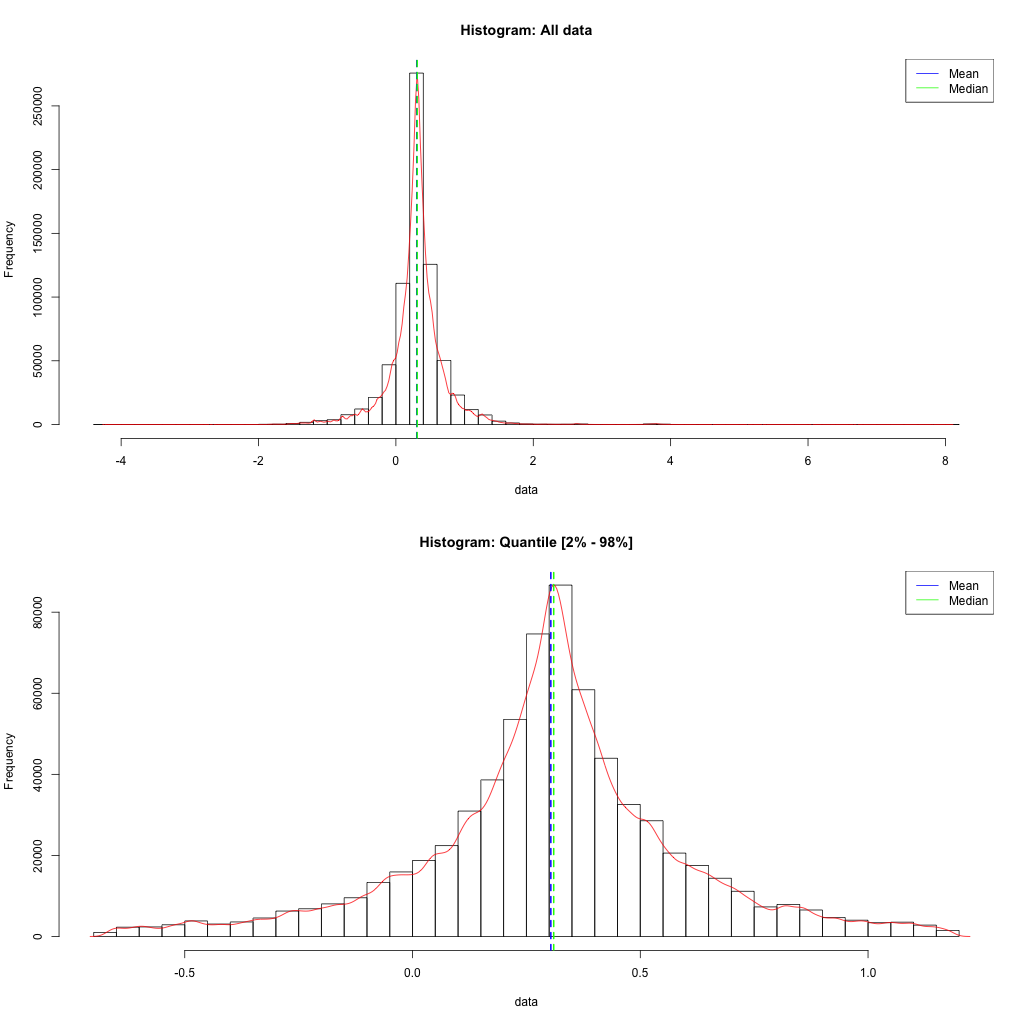 Histogram: All data
Mean
Median
Frequency
250000
200000
150000
100000
50000
0
-4 -2 0 2 4 6 8
data
Histogram: Quantile [2% - 98%]
Mean
Median
Frequency
80000
60000
40000
20000
0
-0.5 0.0 0.5 1.0
data